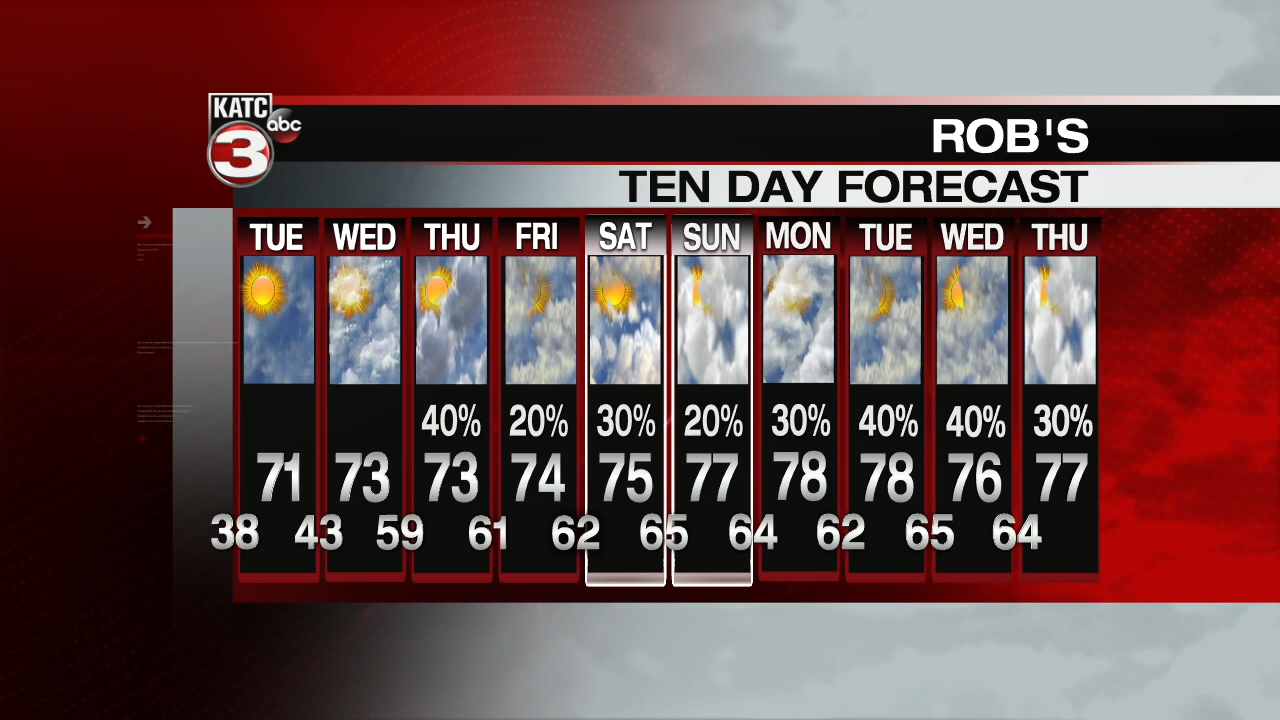 KATC
abc
3
ROB'S
TEN DAY FORECAST
TUE WED THU FRI SAT SUN MON TUE WED THU
40% 20% 30% 20% 30% 40% 40% 30%
71 73 73 74 75 77 78 78 76 77
38 43 59 61 62 65 64 62 65 64